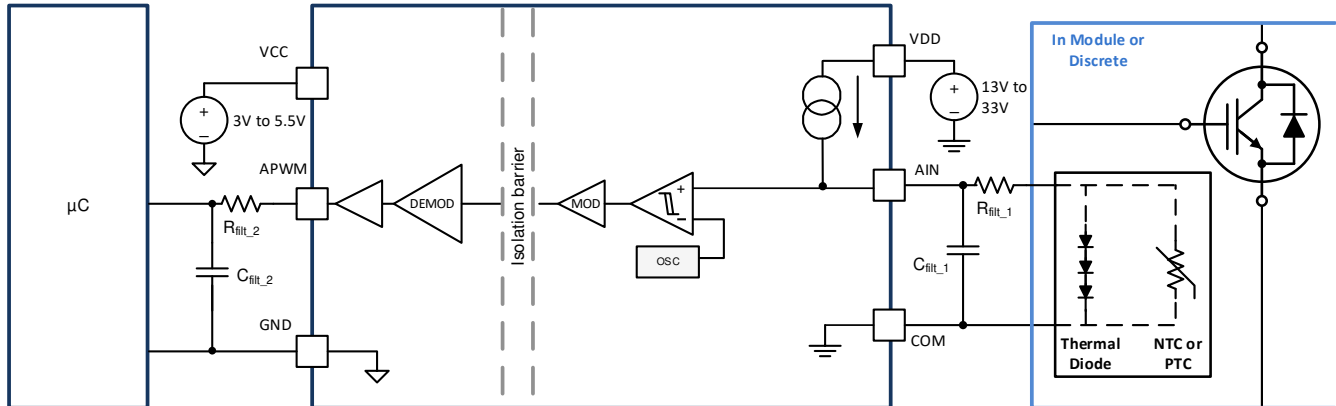 µC
VCC
+
−
3V to 5.5V
APWM
Rfilt_2
Cfilt_2
GND
DEMOD
Isolation barrier
MOD
+
−
OSC
VDD
+
−
13V to
33V
AIN
Rfilt_1
Cfilt_1
COM
In Module or
Discrete
Thermal
Diode
NTC or
PTC